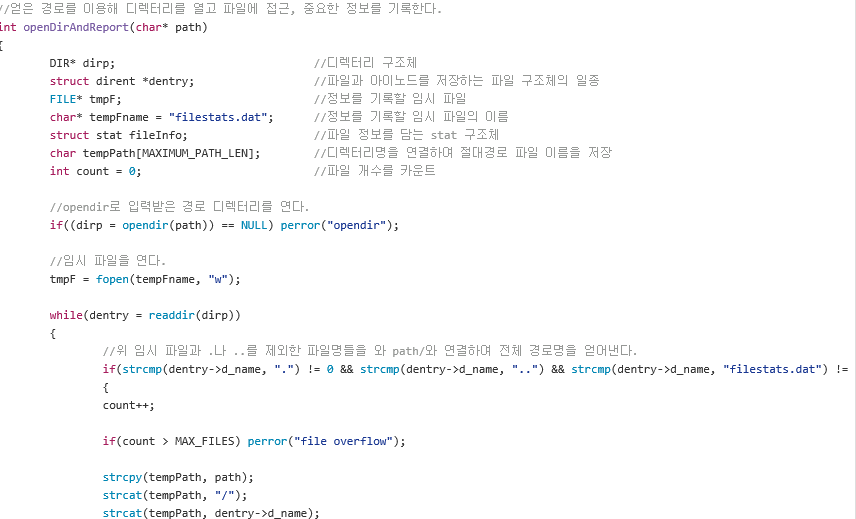 //얻은 경로를 이용해 디렉터리를 열고 파일에 접근, 중요한 정보를 기록한다.
int openDirAndReport(char* path)
{
DIR* dirp; //디렉터리 구조체
struct dirent *dentry; //파일과 아이노드를 저장하는 파일 구조체의 일종
FILE* tmpF; //정보를 기록할 임시 파일
char* tempFname = "filestats.dat"; //정보를 기록할 임시 파일의 이름
struct stat fileInfo; //파일 정보를 담는 stat 구조체
char tempPath[MAXIMUM_PATH_LEN]; //디렉터리명을 연결하여 절대경로 파일 이름을 저장
int count = 0; //파일 개수를 카운트
//opendir로 입력받은 경로 디렉터리를 연다.
if((dirp = opendir(path)) == NULL) perror("opendir");
//임시 파일을 연다.
tmpF = fopen(tempFname, "w");
while(dentry = readdir(dirp))
{
//위 임시 파일과 .나 ..를 제외한 파일명들을 와 path/와 연결하여 전체 경로명을 얻어낸다.
if(strcmp(dentry->d_name, ".") != 0 && strcmp(dentry->d_name, "..") && strcmp(dentry->d_name, "filestats.dat") !=
{
count++;
if(count > MAX_FILES) perror("file overflow");
strcpy(tempPath, path);
strcat(tempPath, "/");
strcat(tempPath, dentry->d_name);